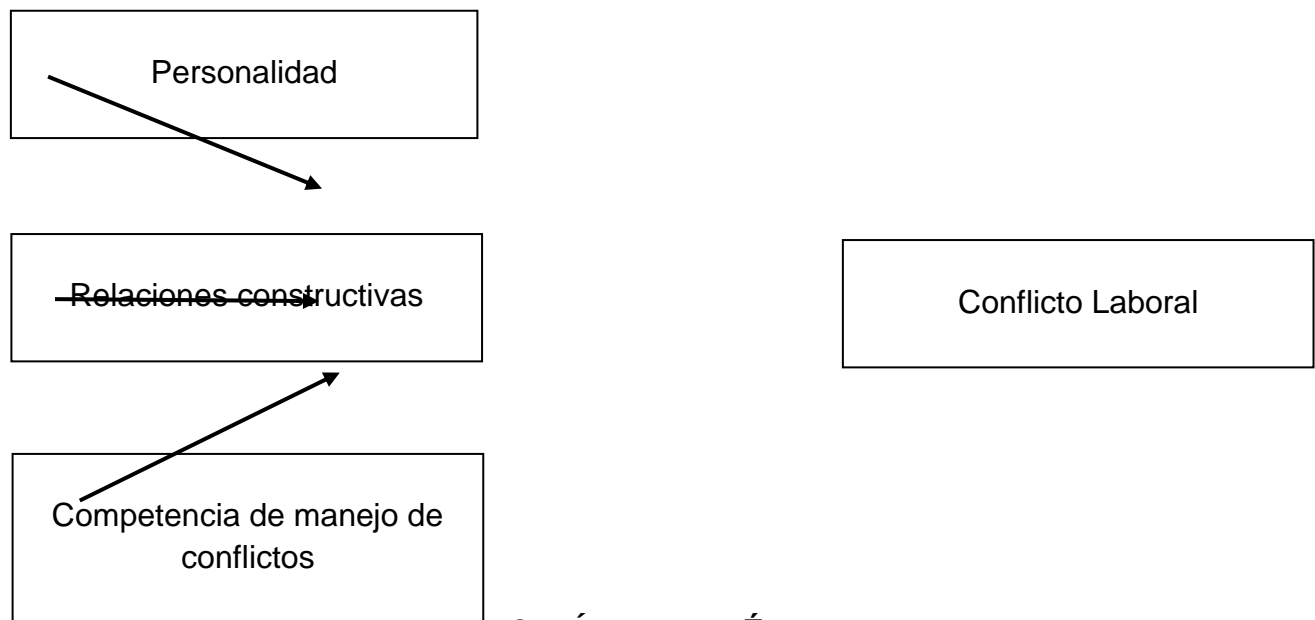 Personalidad
Relaciones constructivas
Conflicto Laboral
Competencia de manejo de
conflictos